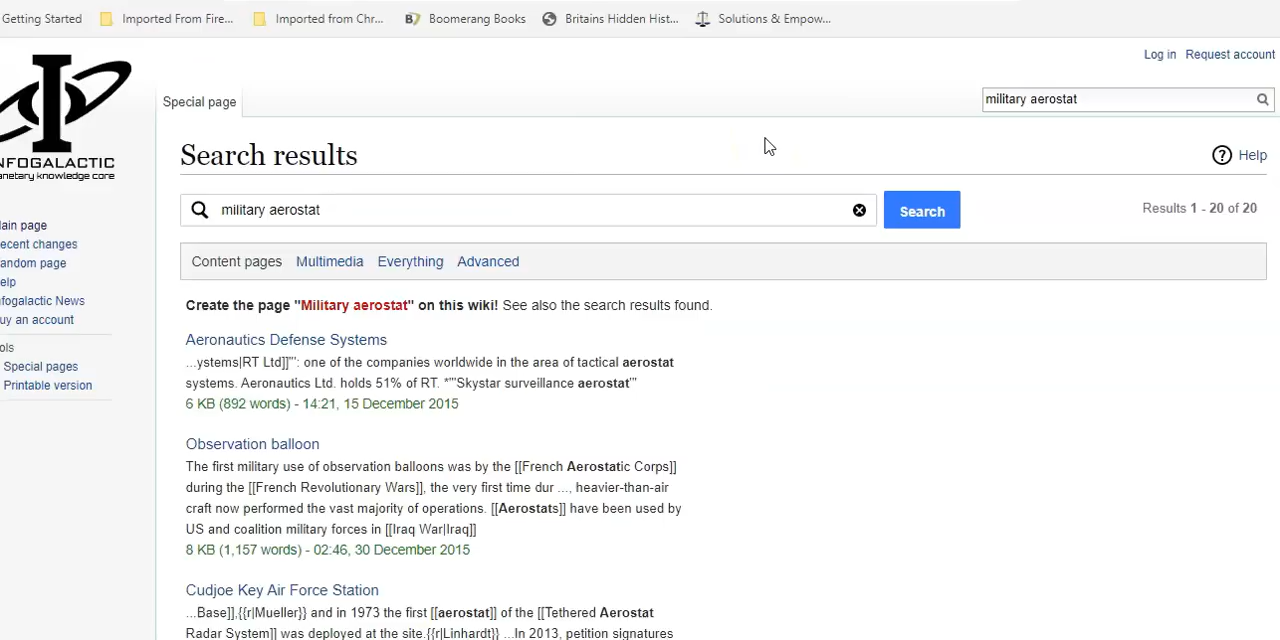 Getting Started Imported From Fire... Imported from Chr... Boomerang Books Britains Hidden Hist... Solutions & Empow...
Log in Request account
Special page
military aerostat
NFOGALACTIC
anetary knowledge core
Search results
Help
military aerostat
Search
Results 1 - 20 of 20
ain page
ecent changes
andom page
elp
nfogalactic News
uy an account
ols
Special pages
Printable version
Content pages Multimedia Everything Advanced
Create the page "Military aerostat" on this wiki! See also the search results found.
Aeronautics Defense Systems
...ystems|RT Ltd]]''': one of the companies worldwide in the area of tactical aerostat
systems. Aeronautics Ltd. holds 51% of RT. *'''Skystar surveillance aerostat'''
6 KB (892 words) - 14:21, 15 December 2015
Observation balloon
The first military use of observation balloons was by the [[French Aerostatic Corps]]
during the [[French Revolutionary Wars]], the very first time dur ..., heavier-than-air
craft now performed the vast majority of operations. [[Aerostats]] have been used by
US and coalition military forces in [[Iraq War|Iraq]]
8 KB (1,157 words) - 02:46, 30 December 2015
Cudjoe Key Air Force Station
...Base]],{{r|Mueller}} and in 1973 the first [[aerostat]] of the [[Tethered Aerostat
Radar System]] was deployed at the site.{{r|Linhardt}} ...In 2013, petition signatures